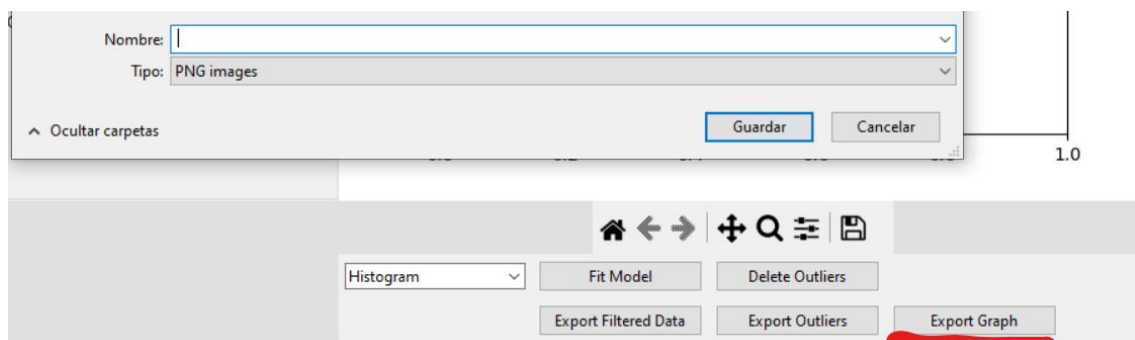 Nombre:
Tipo: PNG images
Ocultar carpetas
Guardar Cancelar
1.0
Histogram Fit Model Delete Outliers
Export Filtered Data Export Outliers Export Graph